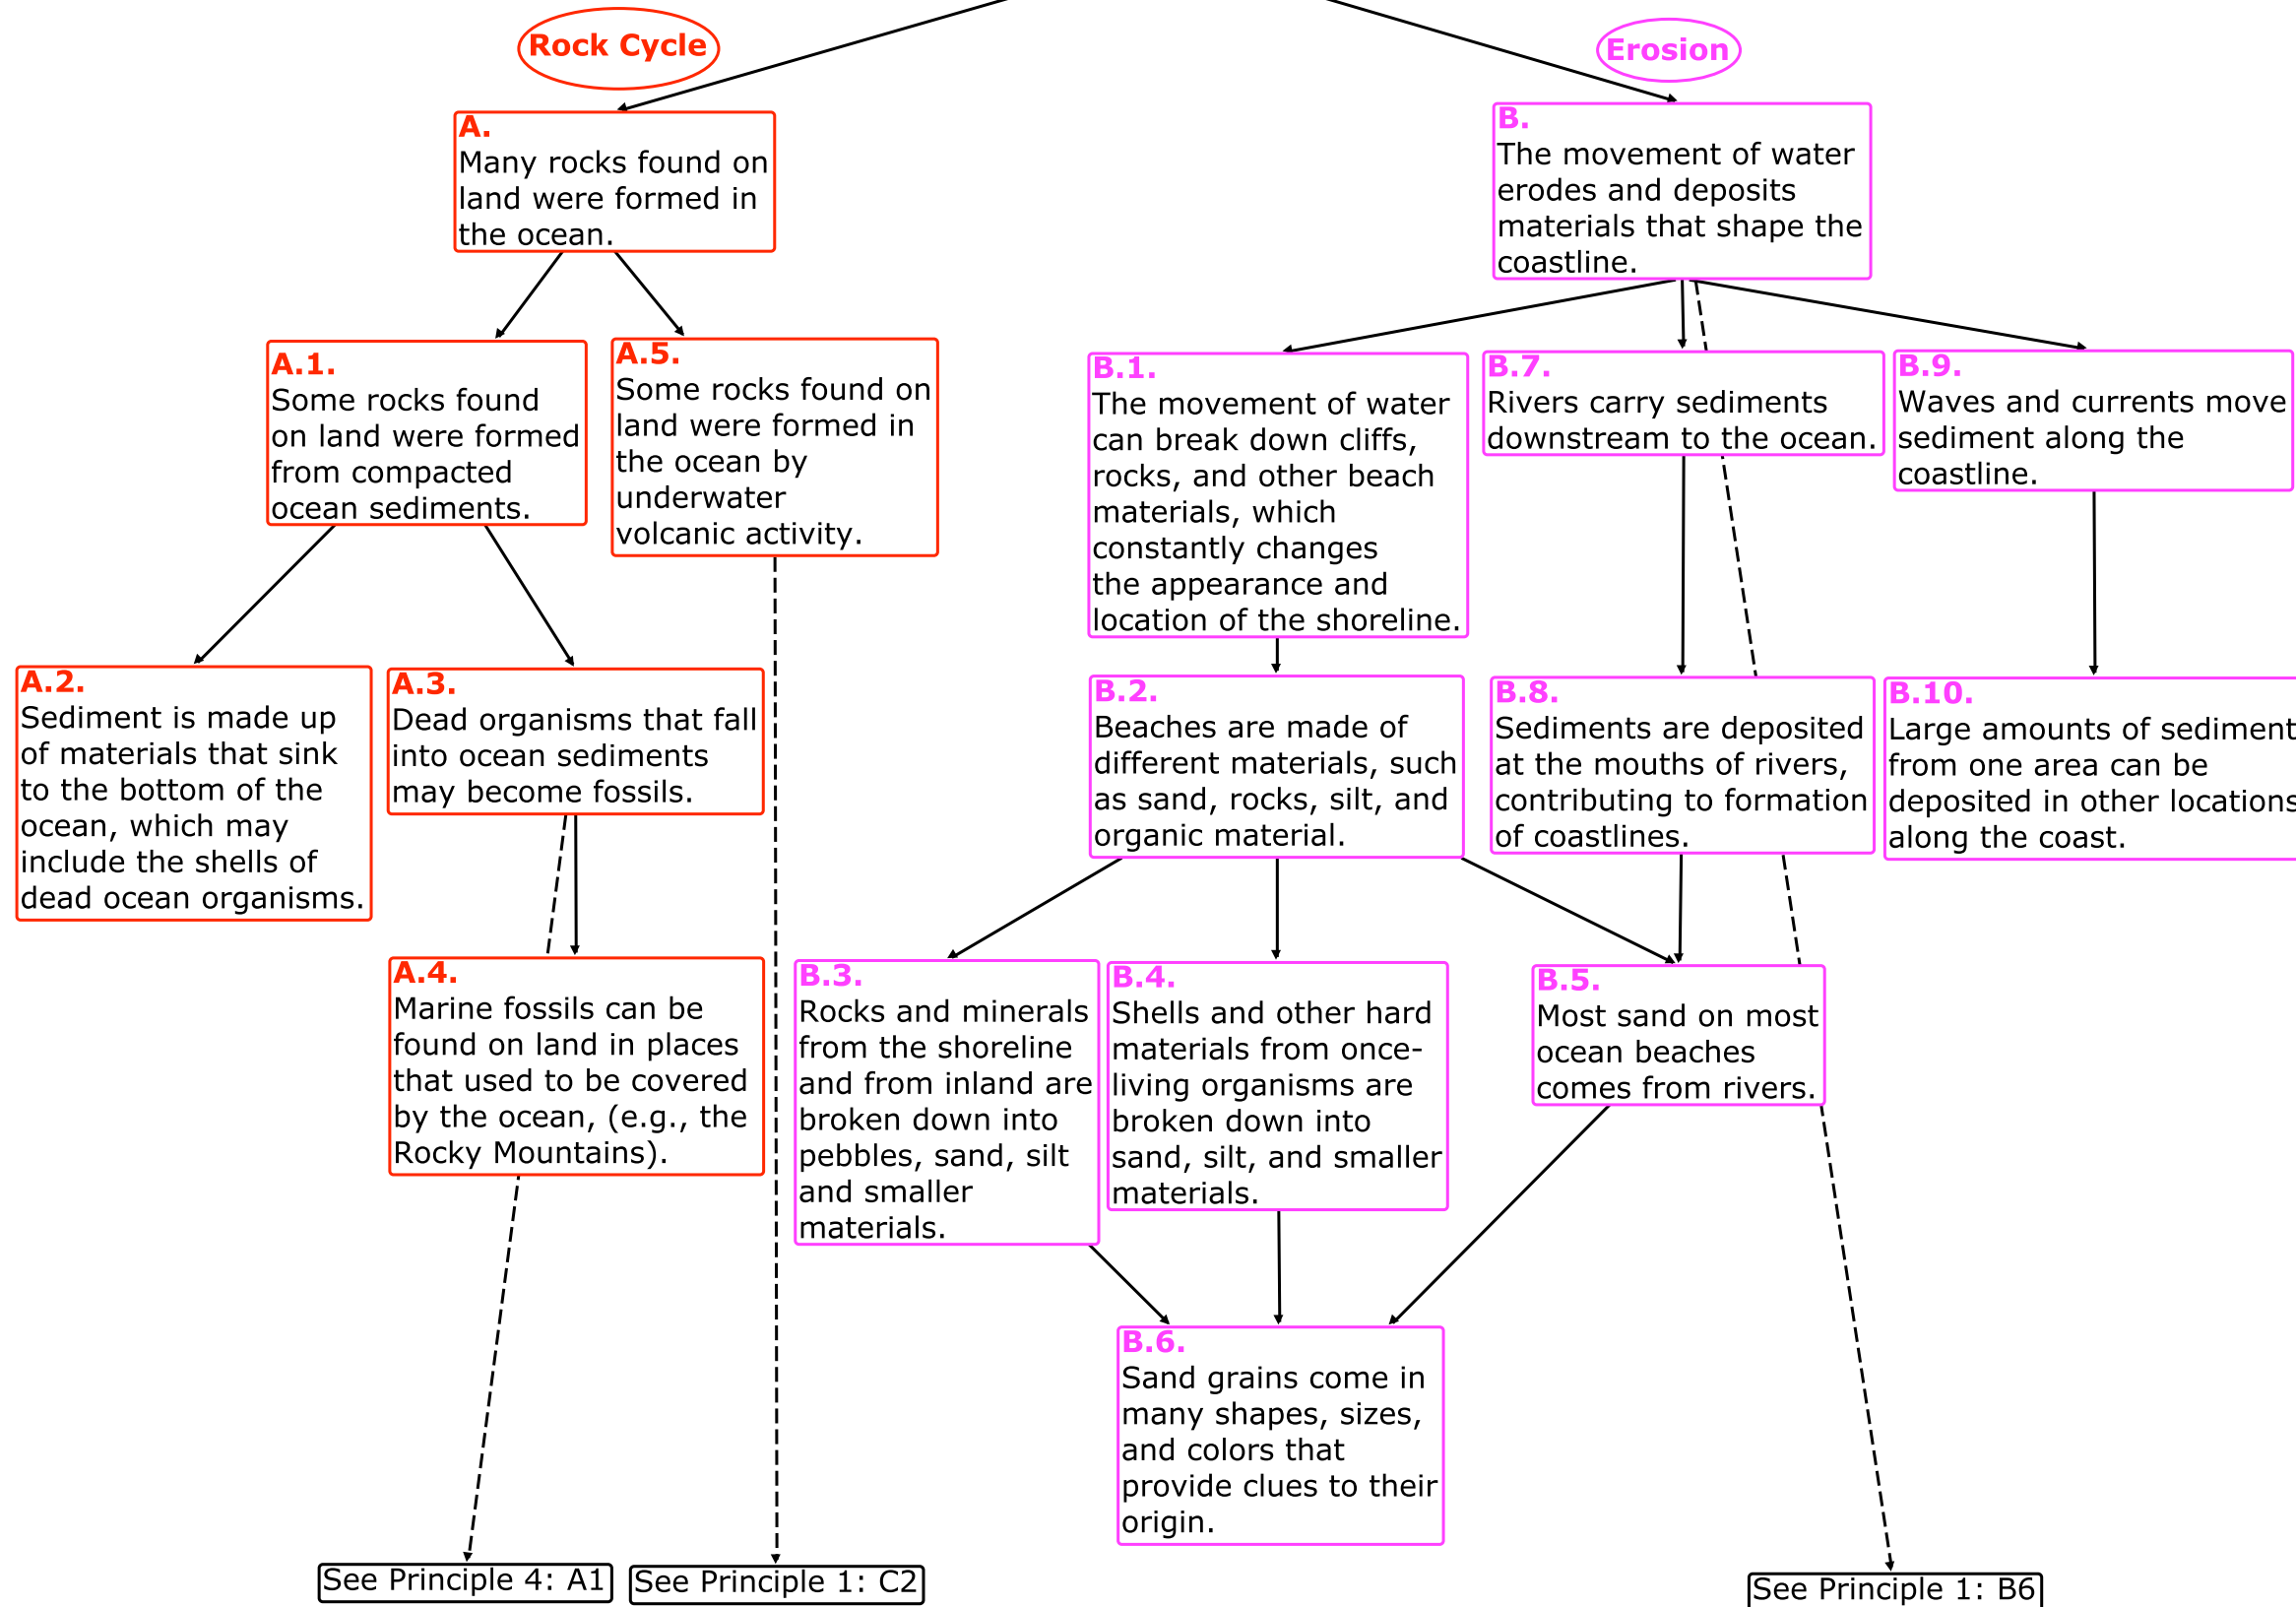 Rock Cycle
Erosion
A.
Many rocks found on
land were formed in
the ocean.
B.
The movement of water
erodes and deposits
materials that shape the
coastline.
A.1.
Some rocks found
on land were formed
from compacted
ocean sediments.
A.5.
Some rocks found on
land were formed in
the ocean by
underwater
volcanic activity.
B.1.
The movement of water
can break down cliffs,
rocks, and other beach
materials, which
constantly changes
the appearance and
location of the shoreline.
B.7.
Rivers carry sediments
downstream to the ocean.
B.9.
Waves and currents move
sediment along the
coastline.
A.2.
Sediment is made up
of materials that sink
to the bottom of the
ocean, which may
include the shells of
dead ocean organisms.
A.3.
Dead organisms that fall
into ocean sediments
may become fossils.
B.2.
Beaches are made of
different materials, such
as sand, rocks, silt, and
organic material.
B.8.
Sediments are deposited
at the mouths of rivers,
contributing to formation
of coastlines.
B.10.
Large amounts of sediment
from one area can be
deposited in other locations
along the coast.
A.4.
Marine fossils can be
found on land in places
that used to be covered
by the ocean, (e.g., the
Rocky Mountains).
B.3.
Rocks and minerals
from the shoreline
and from inland are
broken down into
pebbles, sand, silt
and smaller
materials.
B.4.
Shells and other hard
materials from once-
living organisms are
broken down into
sand, silt, and smaller
materials.
B.5.
Most sand on most
ocean beaches
comes from rivers.
B.6.
Sand grains come in
many shapes, sizes,
and colors that
provide clues to their
origin.
See Principle 4: A1
See Principle 1: C2
See Principle 1: B6